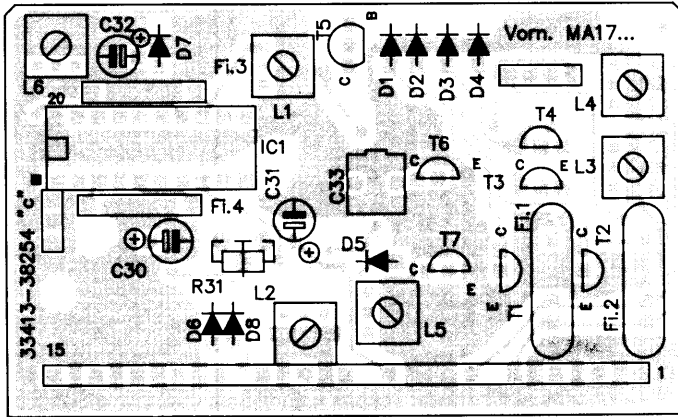 C32
D7
L6
20
Fi.3
L1
T5
B
C
D1
D2
D3
D4
Vorn. MA17...
L4
T4
IC1
C31
C33
T6
C
E
T3
C
E
L3
Fi.4
C30
R31
L2
D5
T7
C
E
Fi.1
C
E
T2
C
E
Fi.2
D6
D8
L5
33413-38254 "c"
15
1